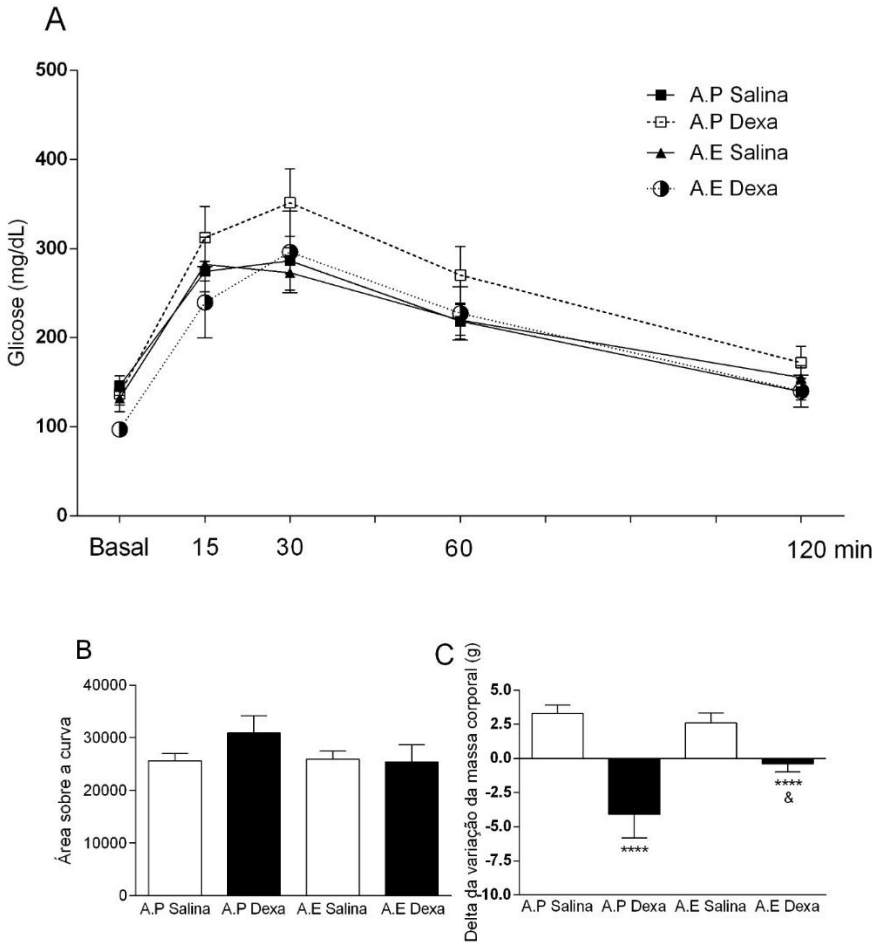 A
500
400
300
200
100
0
Glicose (mg/dL)
A.P Salina
A.P Dexa
A.E Salina
A.E Dexa
Basal 15 30 60 120 min
B
40000
30000
20000
10000
0
Área sobre a curva
A.P Salina A.P Dexa A.E Salina A.E Dexa
C
5.0
2.5
0.0
-2.5
-5.0
-7.5
-10.0
Delta da variação da massa corporal (g)
****
****
&
A.P Salina A.P Dexa A.E Salina A.E Dexa